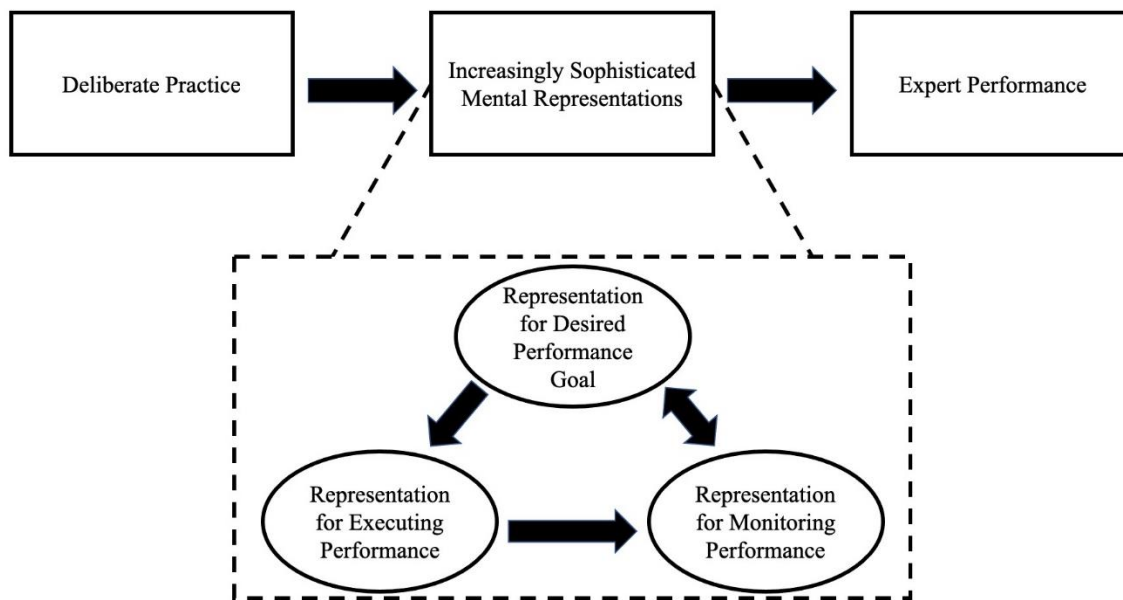 Deliberate Practice
Increasingly Sophisticated
Mental Representations
Expert Performance
Representation
for Desired
Performance
Goal
Representation
for Executing
Performance
Representation
for Monitoring
Performance